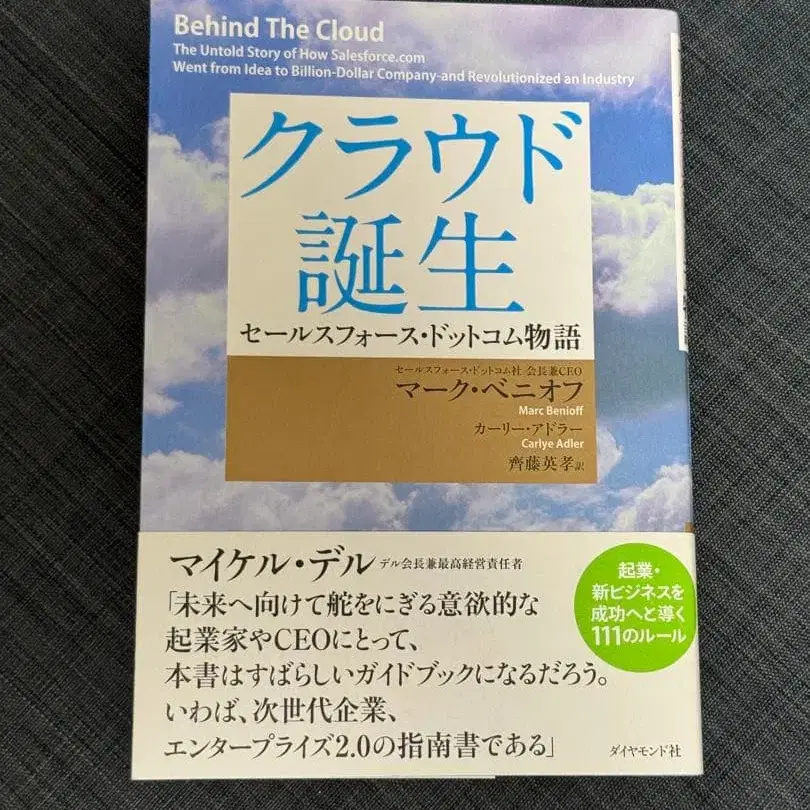 Behind The Cloud
The Untold Story of How Salesforce.com
Went from Idea to Billion-Dollar Company-and Revolutionized an Industry
クラウド
誕生
セールスフォース・ドットコム物語
セールスフォース・ドットコム社 会長兼CEO
マーク・ベニオフ
Marc Benioff
カーリー・アドラー
Carlye Adler
齊藤英孝訳
マイケル・デル デル会長兼最高経営責任者
「未来へ向けて舵をにぎる意欲的な
起業家やCEOにとって、
本書はすばらしいガイドブックになるだろう。
いわば、次世代企業、
エンタープライズ2.0の指南書である」
起業・
新ビジネスを
成功へと導く
111のルール
ダイヤモンド社